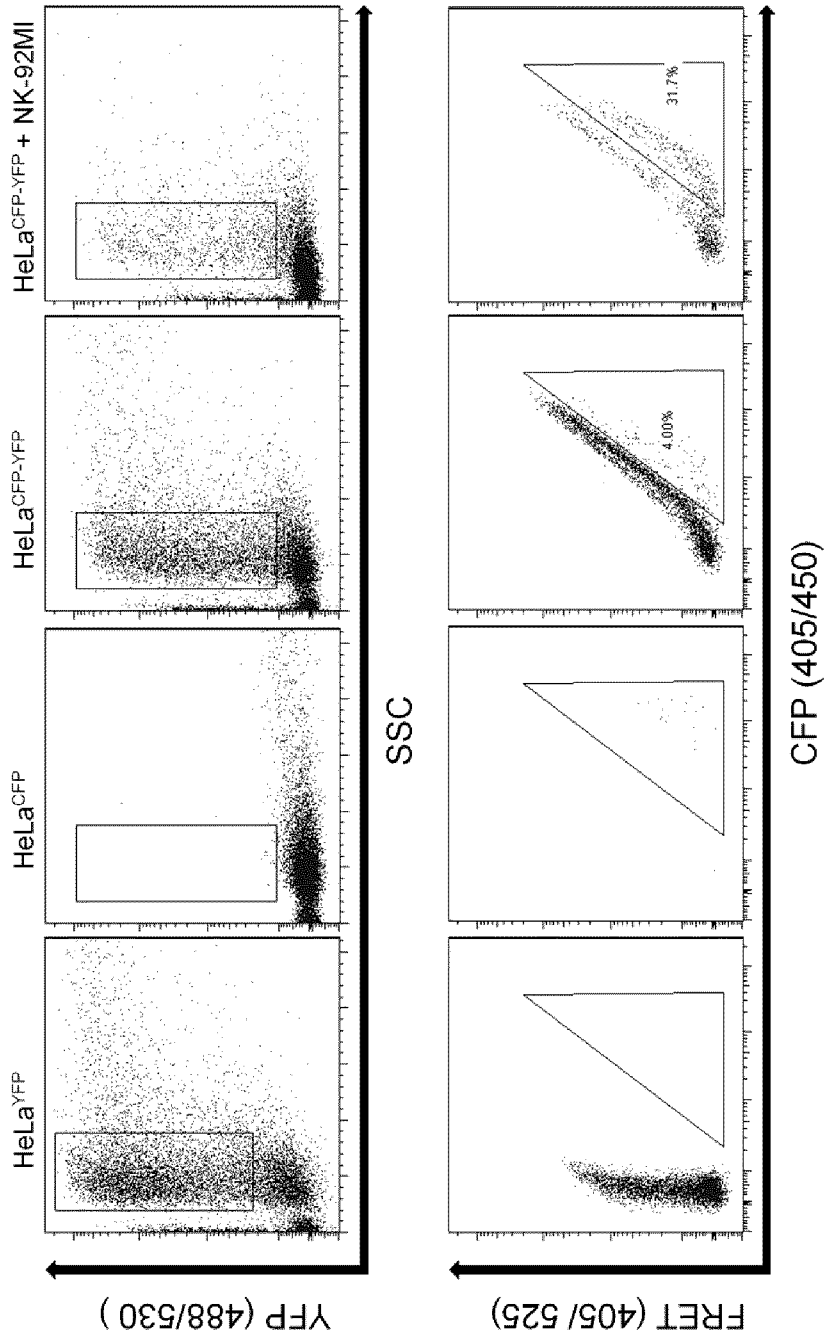 HeLa^YFP
HeLa^CFP
HeLa^CFP-YFP
HeLa^CFP-YFP + NK-92MI
YFP (488/530 )
SSC
4.00%
31.7%
FRET (405/ 525)
CFP (405/450)